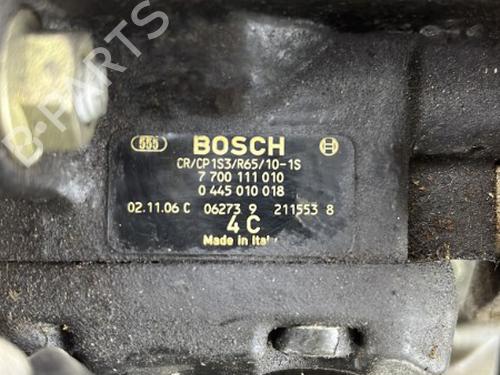 B-PARTS
555 BOSCH
CR/CP1S3/R65/10-1S
7 700 111 010
0 445 010 018
02.11.06 C 06273 9 211553 8
4 C
Made in Italy